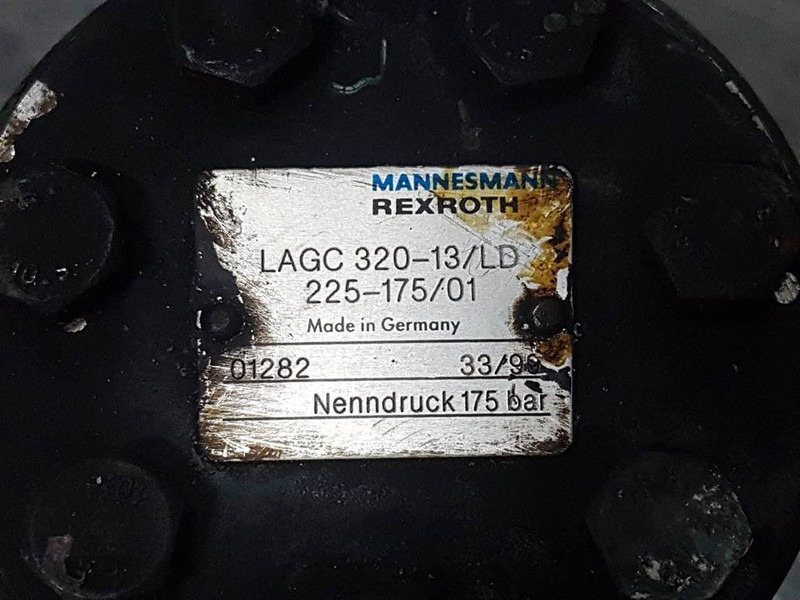 MANNESMANN
REXROTH
LAGC 320-13/LD
225-175/01
Made in Germany
01282
Nenndruck 175 bar